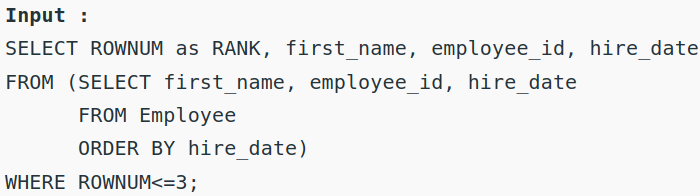 Input :
SELECT ROWNUM as RANK, first_name, employee_id, hire_date
FROM (SELECT first_name, employee_id, hire_date
FROM Employee
ORDER BY hire_date)
WHERE ROWNUM<=3;